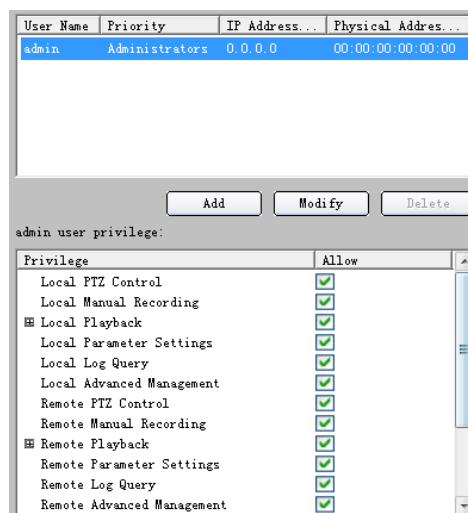 User Name Priority IP Address... Physical Addres...
admin Administrators 0.0.0.0 00:00:00:00:00:00
Add Modify Delete
admin user privilege:
Privilege Allow
Local PTZ Control
Local Manual Recording
Local Playback
Local Parameter Settings
Local Log Query
Local Advanced Management
Remote PTZ Control
Remote Manual Recording
Remote Playback
Remote Parameter Settings
Remote Log Query
Remote Advanced Management